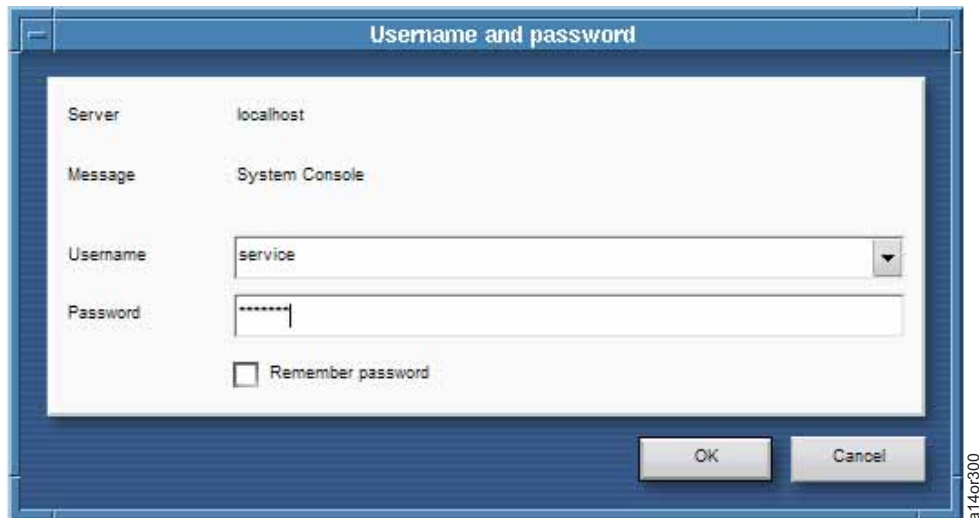 Username and password
Server localhost
Message System Console
Username service
Password *******
Remember password
OK Cancel
a14or300